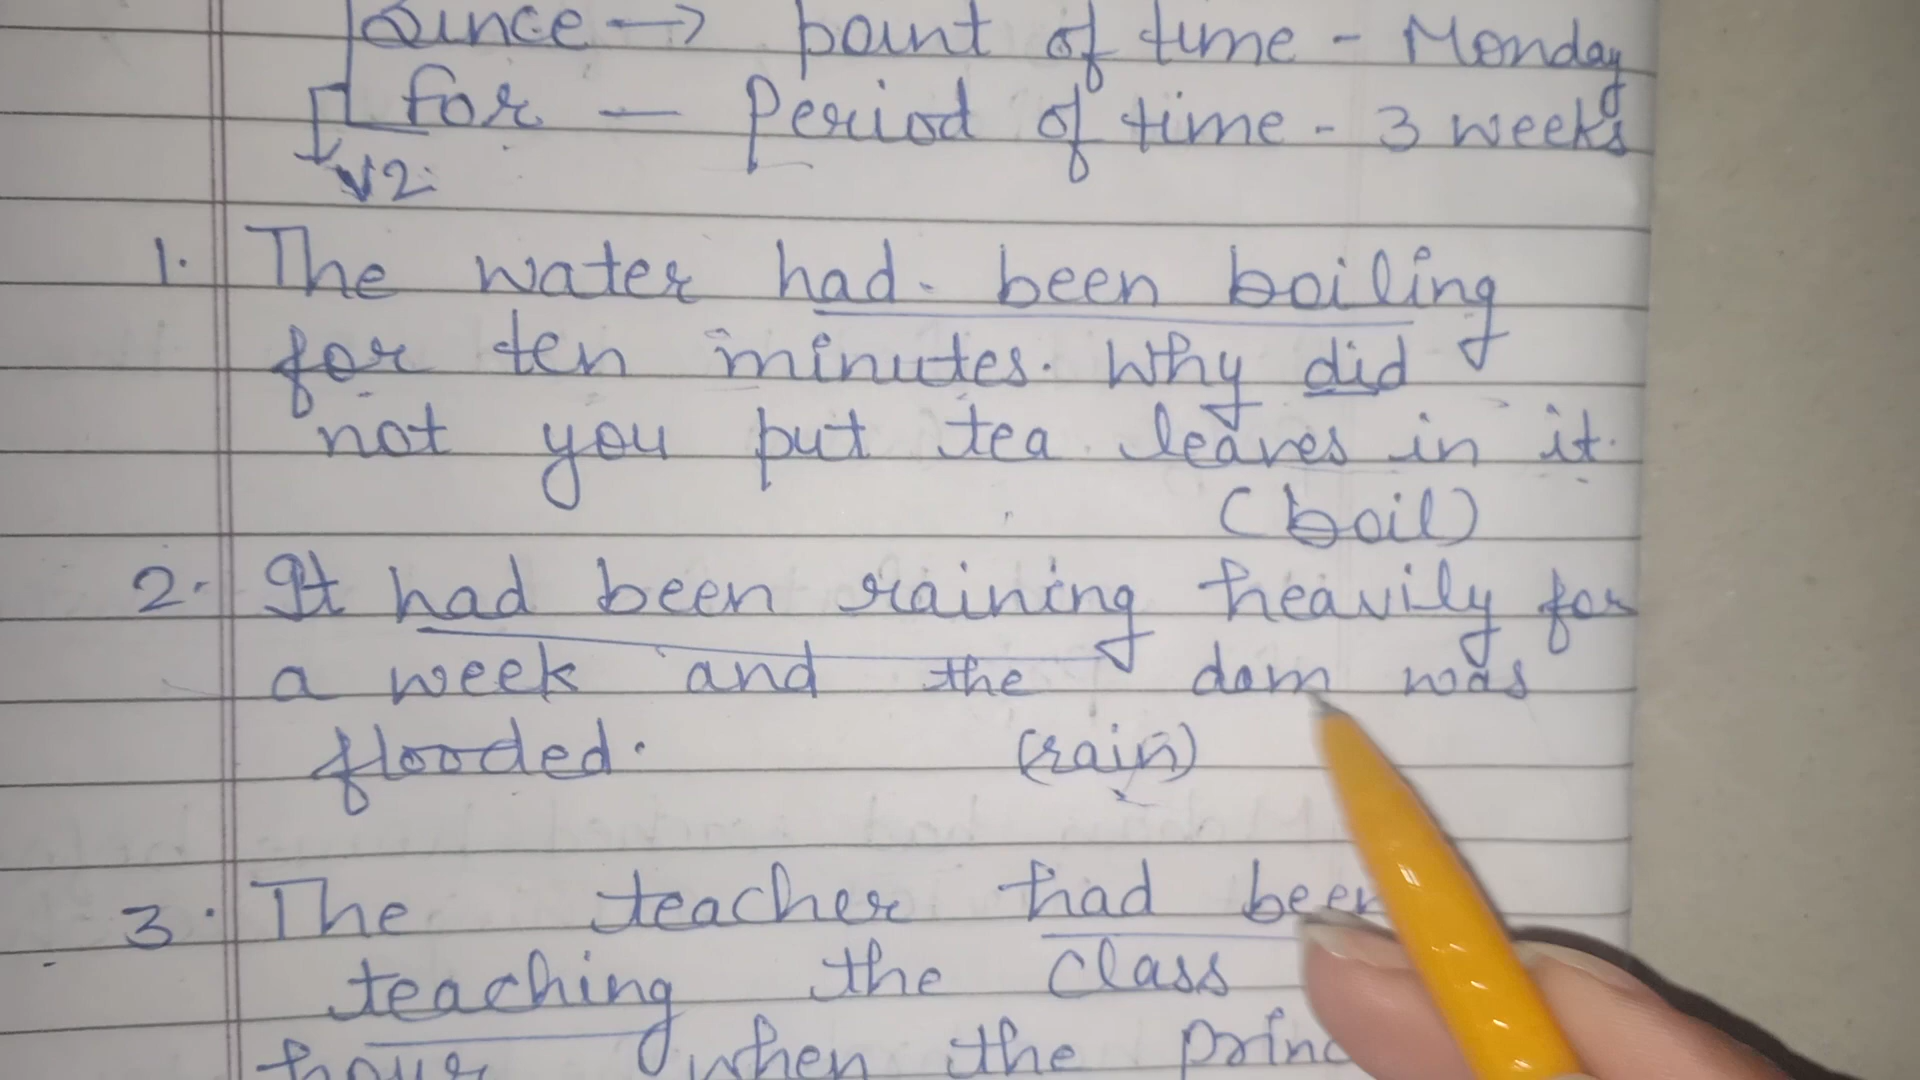 Since → point of time - Monday
for — Period of time - 3 weeks
V2.
1. The water had been boiling
for ten minutes. Why did
not you put tea leaves in it.
(boil)
2. It had been raining heavily for
a week and the dam was
flooded. (rain)
3. The teacher had been
teaching the class
hour when the